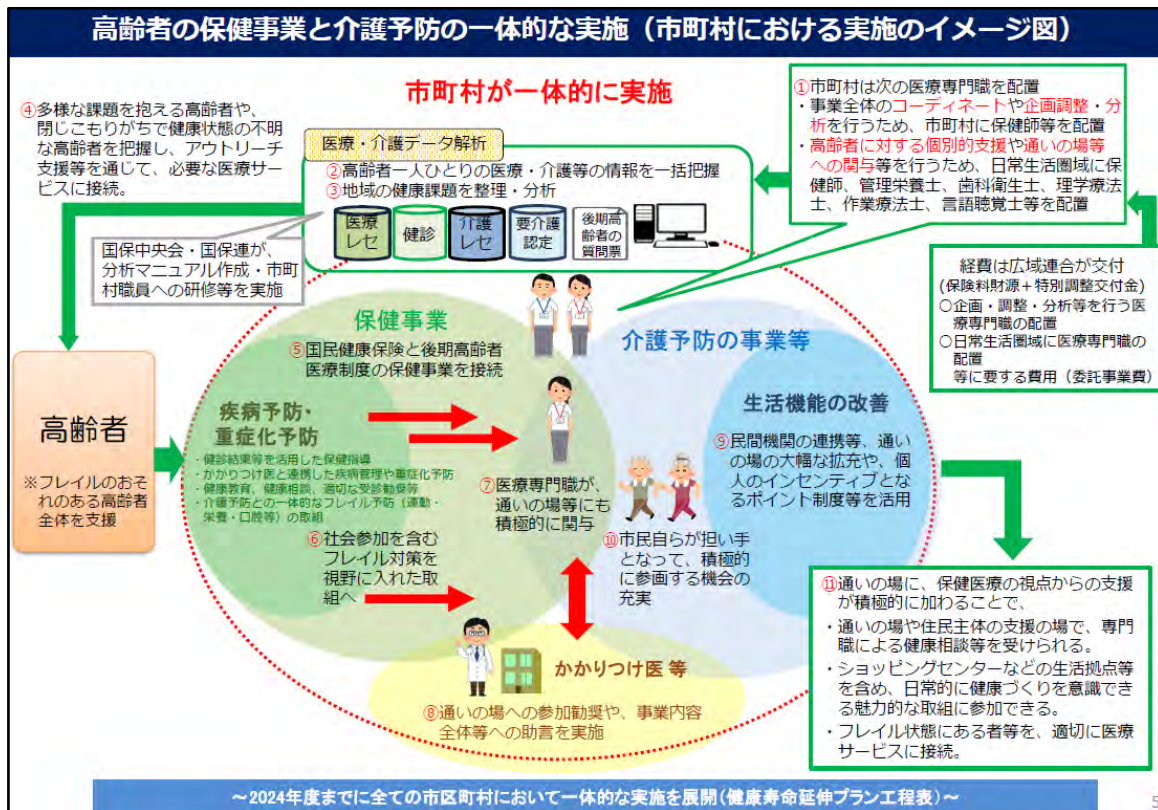 高齢者の保健事業と介護予防の一体的な実施（市町村における実施のイメージ図）
市町村が一体的に実施
①市町村は次の医療専門職を配置
・事業全体のコーディネートや企画調整・分
析を行うため、市町村に保健師等を配置
・高齢者に対する個別的支援や通いの場等
への関与等を行うため、日常生活圏域に保
健師、管理栄養士、歯科衛生士、理学療法
士、作業療法士、言語聴覚士等を配置
④多様な課題を抱える高齢者や、
閉じこもりがちで健康状態の不明
な高齢者を把握し、アウトリーチ
支援等を通じて、必要な医療サー
ビスに接続。
医療・介護データ解析
②高齢者一人ひとりの医療・介護等の情報を一括把握
③地域の健康課題を整理・分析
医療
レセ
健診
介護
レセ
要介護
認定
後期高
齢者の
質問票
国保中央会・国保連が、
分析マニュアル作成・市町
村職員への研修等を実施
経費は広域連合が交付
(保険料財源＋特別調整交付金)
○企画・調整・分析等を行う医
療専門職の配置
○日常生活圏域に医療専門職の
配置
等に要する費用（委託事業費）
保健事業
⑤国民健康保険と後期高齢者
医療制度の保健事業を接続
介護予防の事業等
高齢者
※フレイルのおそ
れのある高齢者
全体を支援
疾病予防・
重症化予防
・健診結果等を活用した保健指導
・かかりつけ医と連携した疾病管理や重症化予防
・健康教育、健康相談、適切な受診勧奨等
・介護予防との一体的なフレイル予防（運動・
栄養・口腔等）の取組
生活機能の改善
⑨民間機関の連携等、通い
の場の大幅な拡充や、個
人のインセンティブとな
るポイント制度等を活用
⑦医療専門職が、
通いの場等にも
積極的に関与
⑥社会参加を含む
フレイル対策を
視野に入れた取
組へ
⑩市民自らが担い手
となって、積極的
に参画する機会の
充実
かかりつけ医 等
⑧通いの場への参加勧奨や、事業内容
全体等への助言を実施
⑪通いの場に、保健医療の視点からの支援
が積極的に加わることで、
・通いの場や住民主体の支援の場で、専門
職による健康相談等を受けられる。
・ショッピングセンターなどの生活拠点等
を含め、日常的に健康づくりを意識でき
る魅力的な取組に参加できる。
・フレイル状態にある者等を、適切に医療
サービスに接続。
～2024年度までに全ての市区町村において一体的な実施を展開(健康寿命延伸プラン工程表)～
5